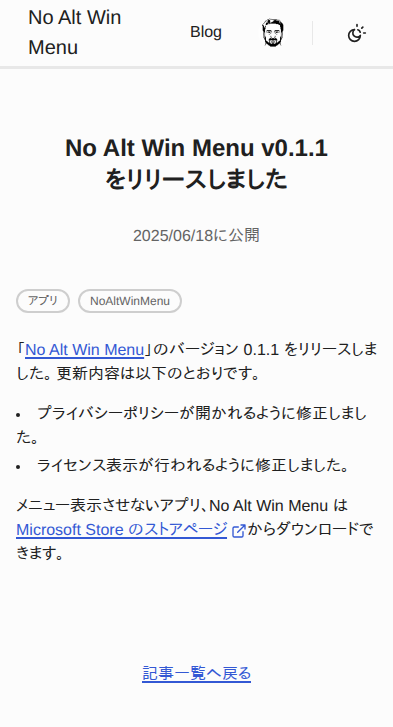 No Alt Win
Menu
Blog
No Alt Win Menu v0.1.1
をリリースしました
2025/06/18に公開
アプリ
NoAltWinMenu
「No Alt Win Menu」のバージョン 0.1.1 をリリースしま
した。更新内容は以下のとおりです。
• プライバシーポリシーが開かれるように修正しまし
た。
• ライセンス表示が行われるように修正しました。
メニュー表示させないアプリ、No Alt Win Menu は
Microsoft Store のストアページ からダウンロードで
きます。
記事一覧へ戻る